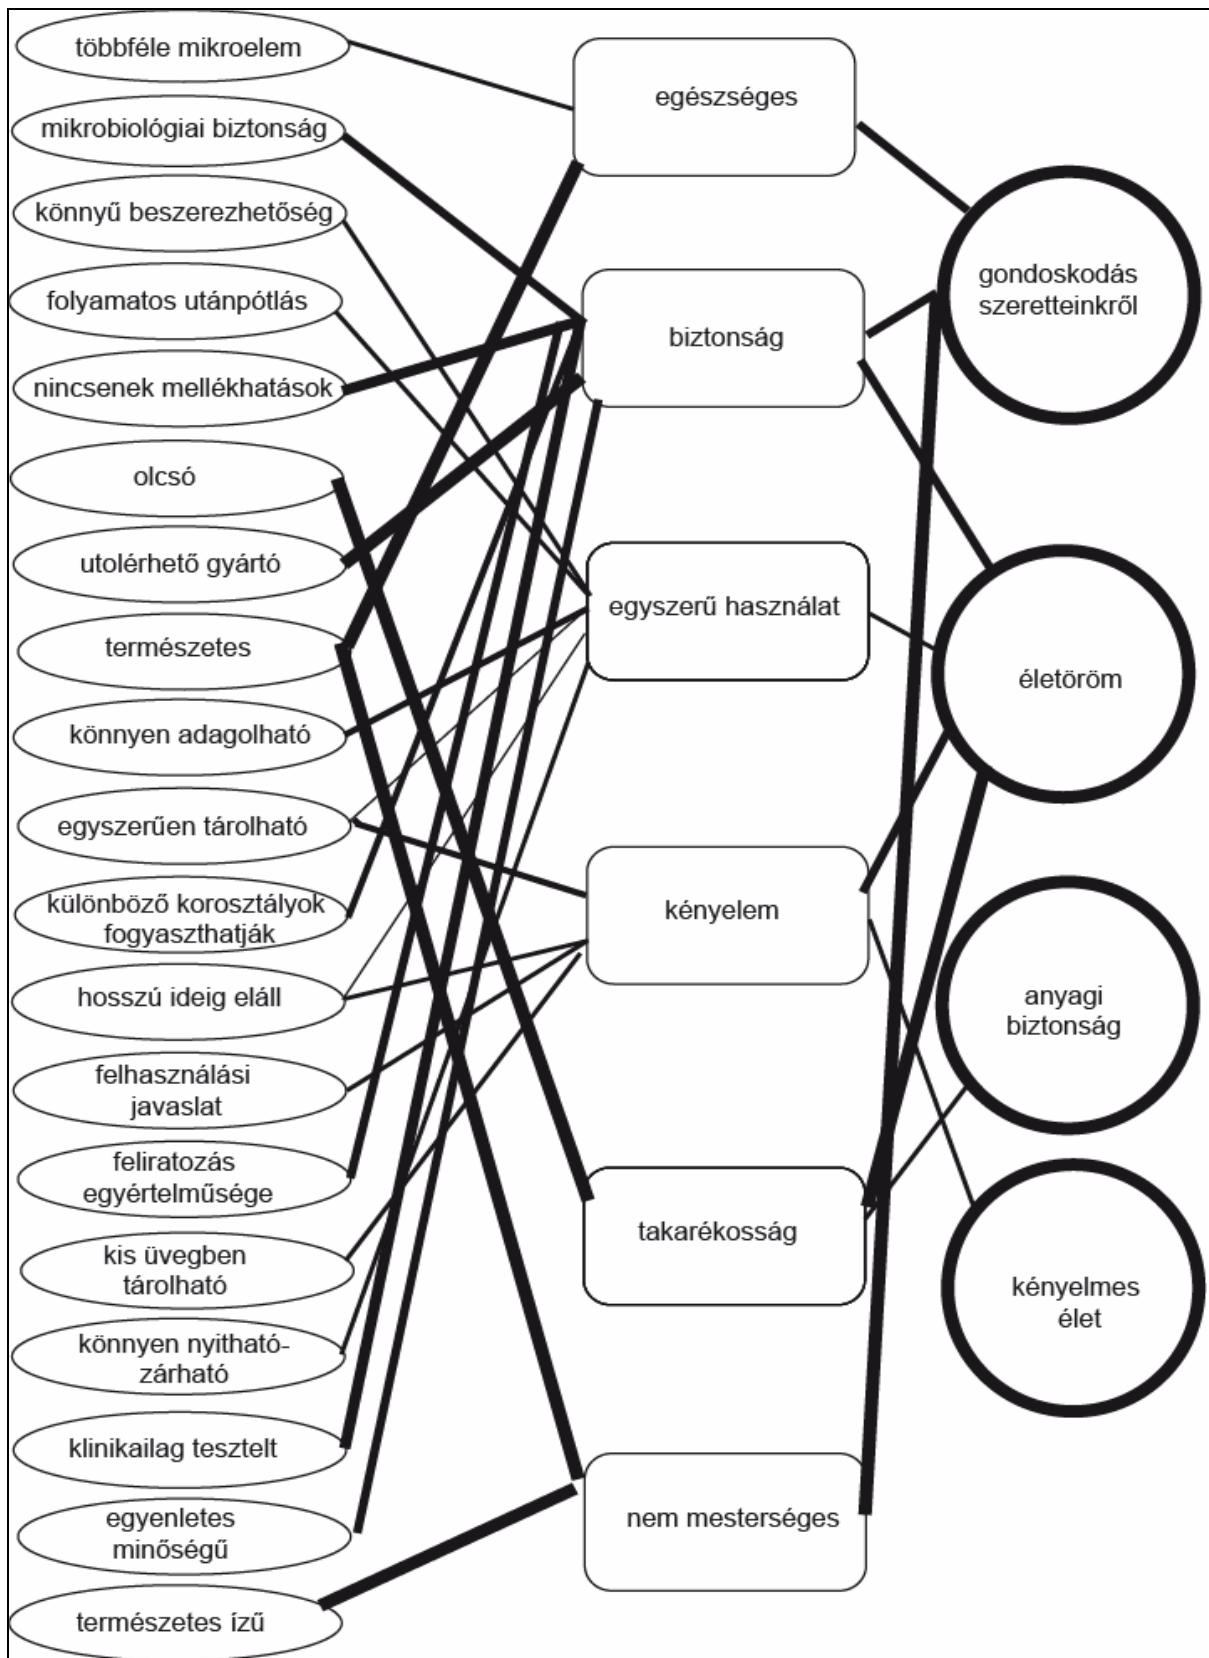 többféle mikroelem
mikrobiológiai biztonság
könnyű beszerezhetőség
folyamatos utánpótlás
nincsenek mellékhatások
olcsó
utolérhető gyártó
természetes
könnyen adagolható
egyszerűen tárolható
különböző korosztályok
fogyaszthatják
hosszú ideig eláll
felhasználási
javaslat
feliratozás
egyértelműsége
kis üvegben
tárolható
könnyen nyitható-
zárható
klinikailag tesztelt
egyenletes
minőségű
természetes ízű
egészséges
biztonság
egyszerű használat
kényelem
takarékosság
nem mesterséges
gondoskodás
szeretteinkről
életöröm
anyagi
biztonság
kényelmes
élet